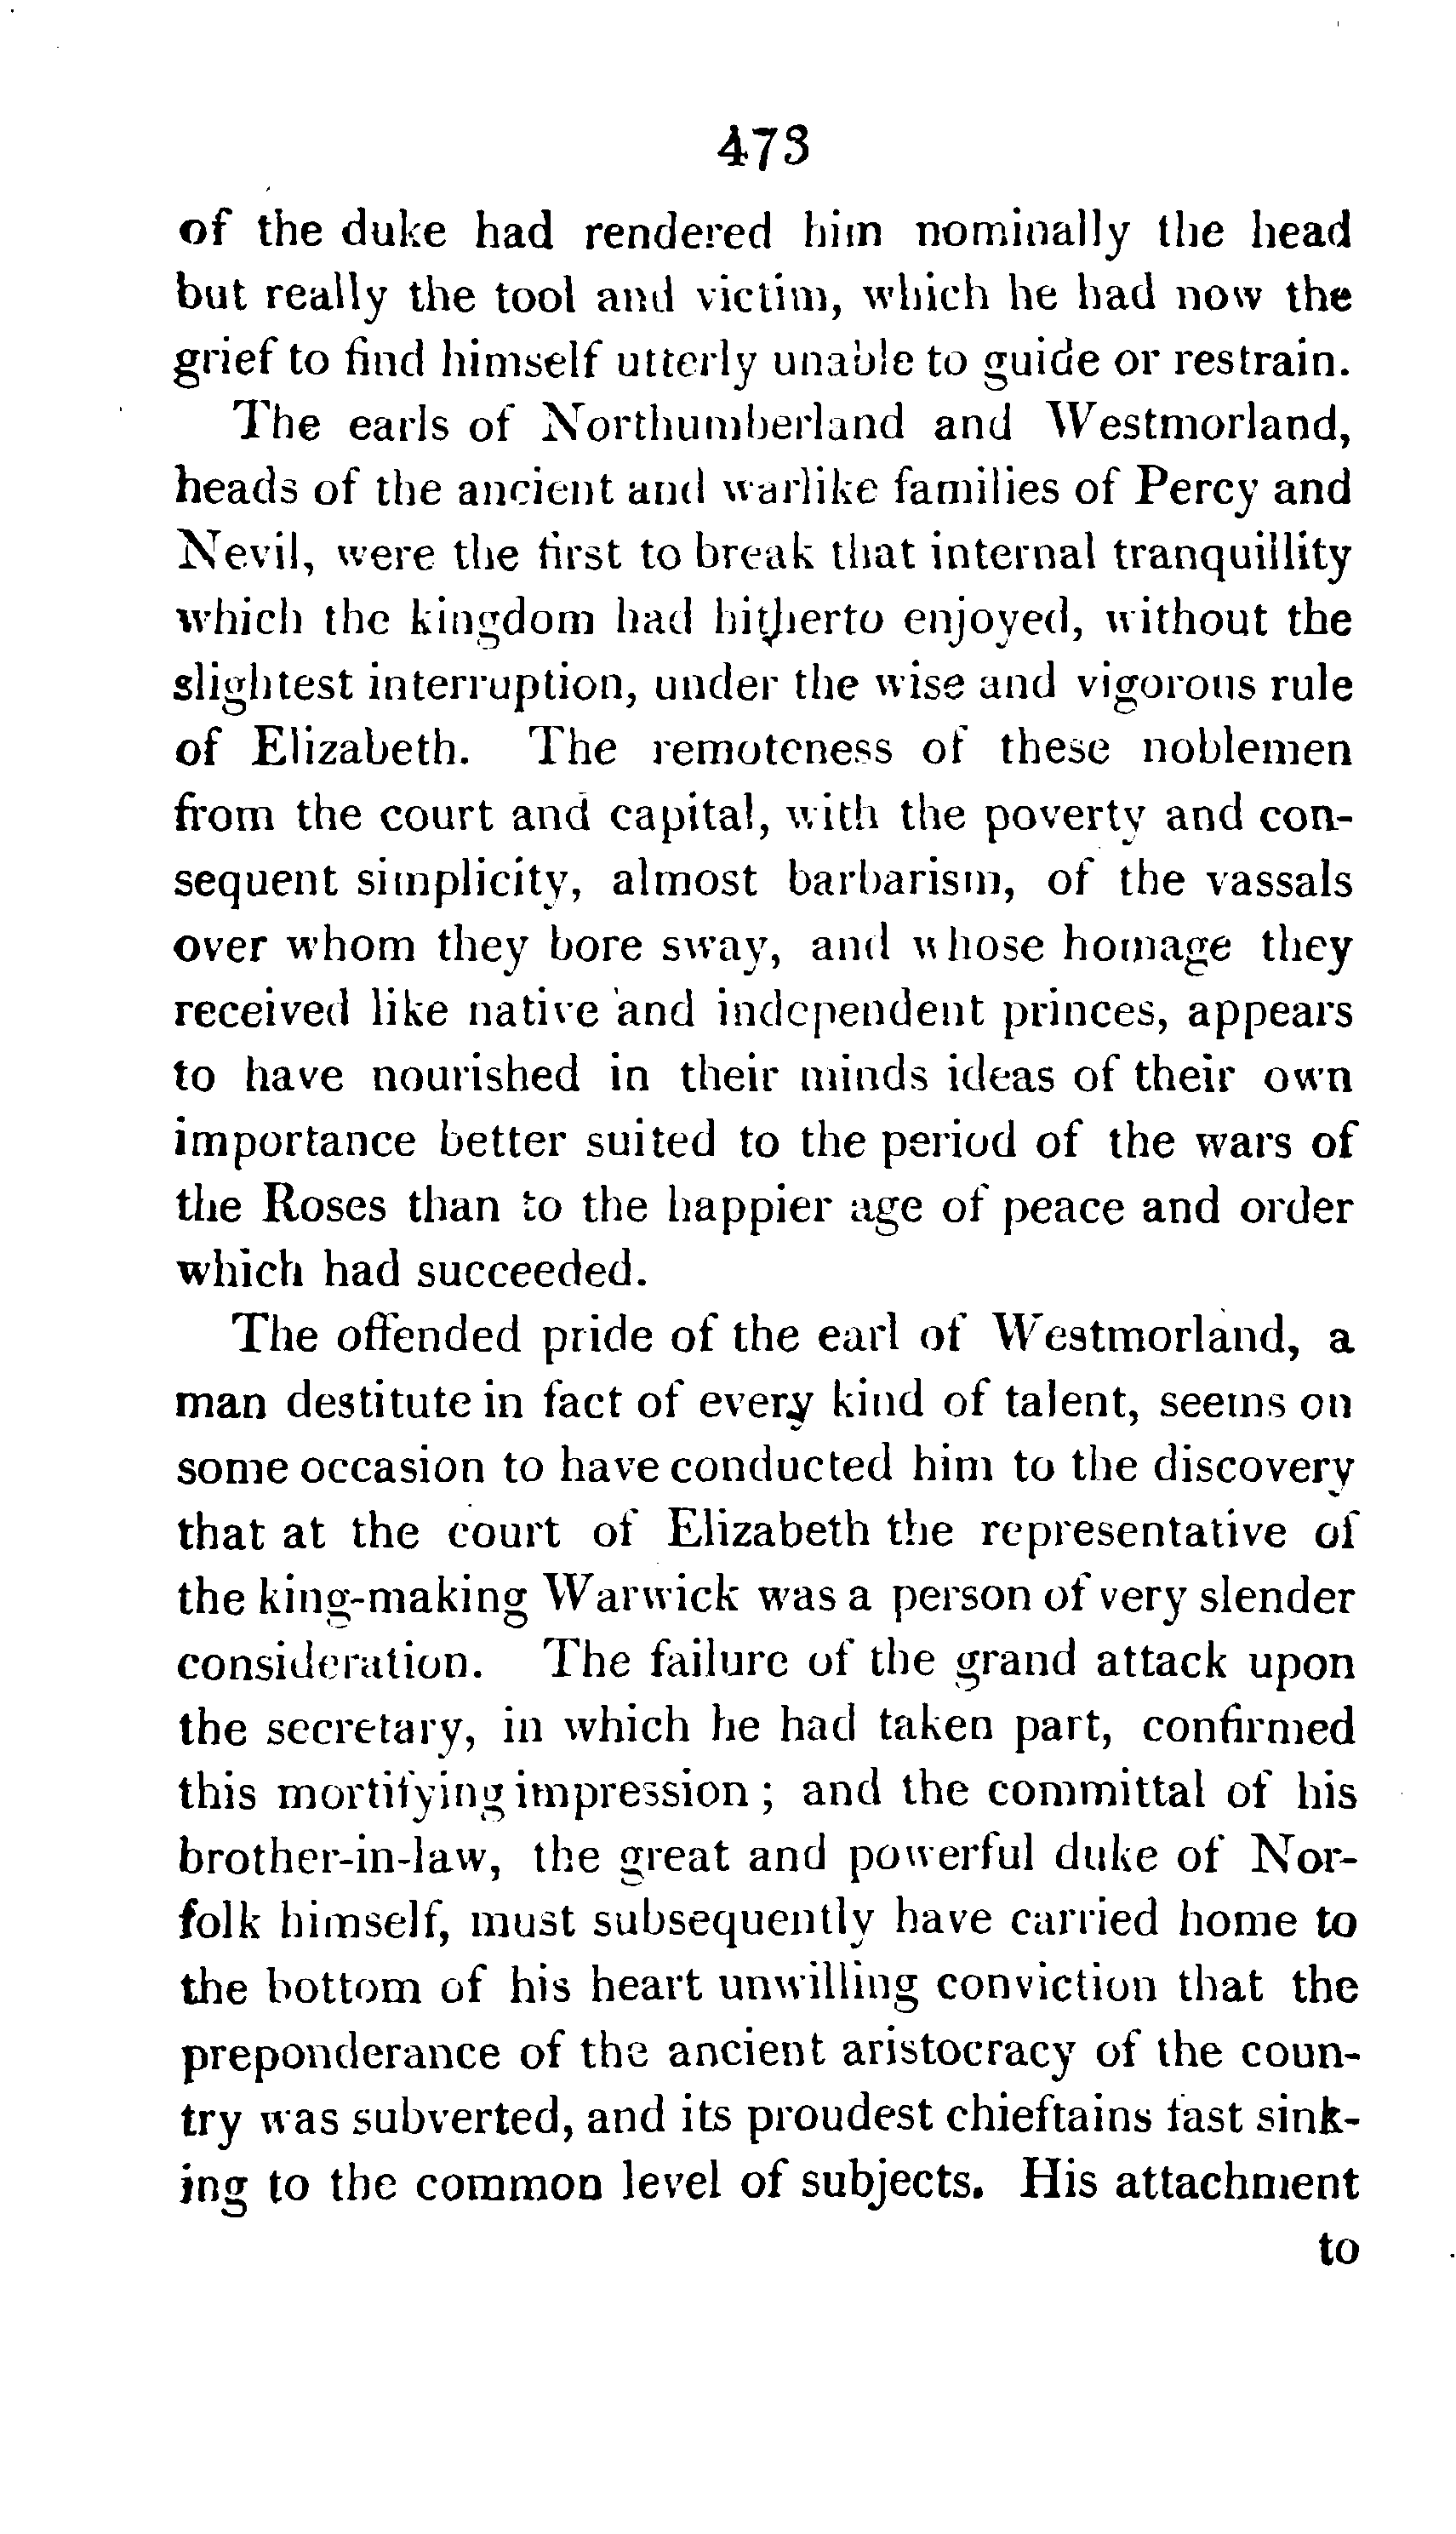 473
of the duke had rendered him nominally the head
but really the tool and victim, which he had now the
grief to find himself utterly unable to guide or restrain.
The earls of Northumberland and Westmorland,
heads of the ancient and warlike families of Percy and
Nevil, were the first to break that internal tranquillity
which the kingdom had hitherto enjoyed, without the
slightest interruption, under the wise and vigorous rule
of Elizabeth. The remoteness of these noblemen
from the court and capital, with the poverty and con-
sequent simplicity, almost barbarism, of the vassals
over whom they bore sway, and whose homage they
received like native and independent princes, appears
to have nourished in their minds ideas of their own
importance better suited to the period of the wars of
the Roses than to the happier age of peace and order
which had succeeded.
The offended pride of the earl of Westmorland, a
man destitute in fact of every kind of talent, seems on
some occasion to have conducted him to the discovery
that at the court of Elizabeth the representative of
the king-making Warwick was a person of very slender
consideration. The failure of the grand attack upon
the secretary, in which he had taken part, confirmed
this mortifying impression; and the committal of his
brother-in-law, the great and powerful duke of Nor-
folk himself, must subsequently have carried home to
the bottom of his heart unwilling conviction that the
preponderance of the ancient aristocracy of the coun-
try was subverted, and its proudest chieftains fast sink-
ing to the common level of subjects. His attachment
to